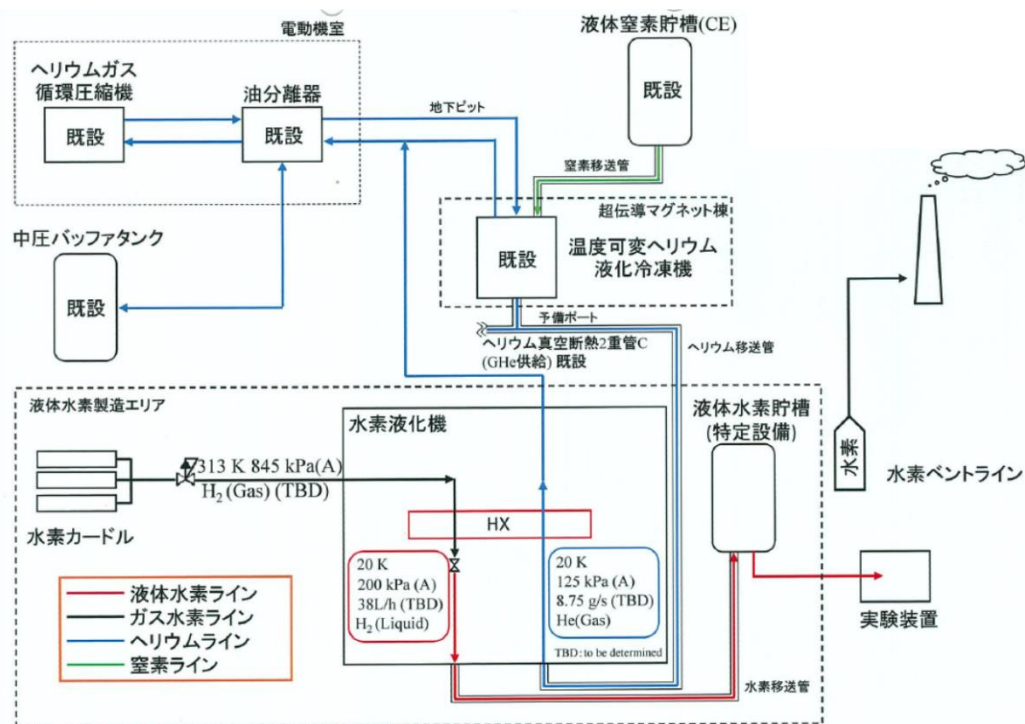 電動機室
ヘリウムガス
循環圧縮機
油分離器
既設
既設
地下ピット
液体窒素貯槽(CE)
既設
窒素移送管
超伝導マグネット棟
既設
温度可変ヘリウム
液化冷凍機
中圧バッファタンク
既設
予備ポート
ヘリウム真空断熱2重管C
(GHe供給) 既設
ヘリウム移送管
液体水素製造エリア
水素液化機
液体水素貯槽
(特定設備)
水素
水素ベントライン
313 K 845 kPa(A)
H₂ (Gas) (TBD)
水素カードル
HX
20 K
200 kPa (A)
38L/h (TBD)
H₂ (Liquid)
20 K
125 kPa (A)
8.75 g/s (TBD)
He(Gas)
TBD: to be determined
液体水素ライン
ガス水素ライン
ヘリウムライン
窒素ライン
実験装置
水素移送管